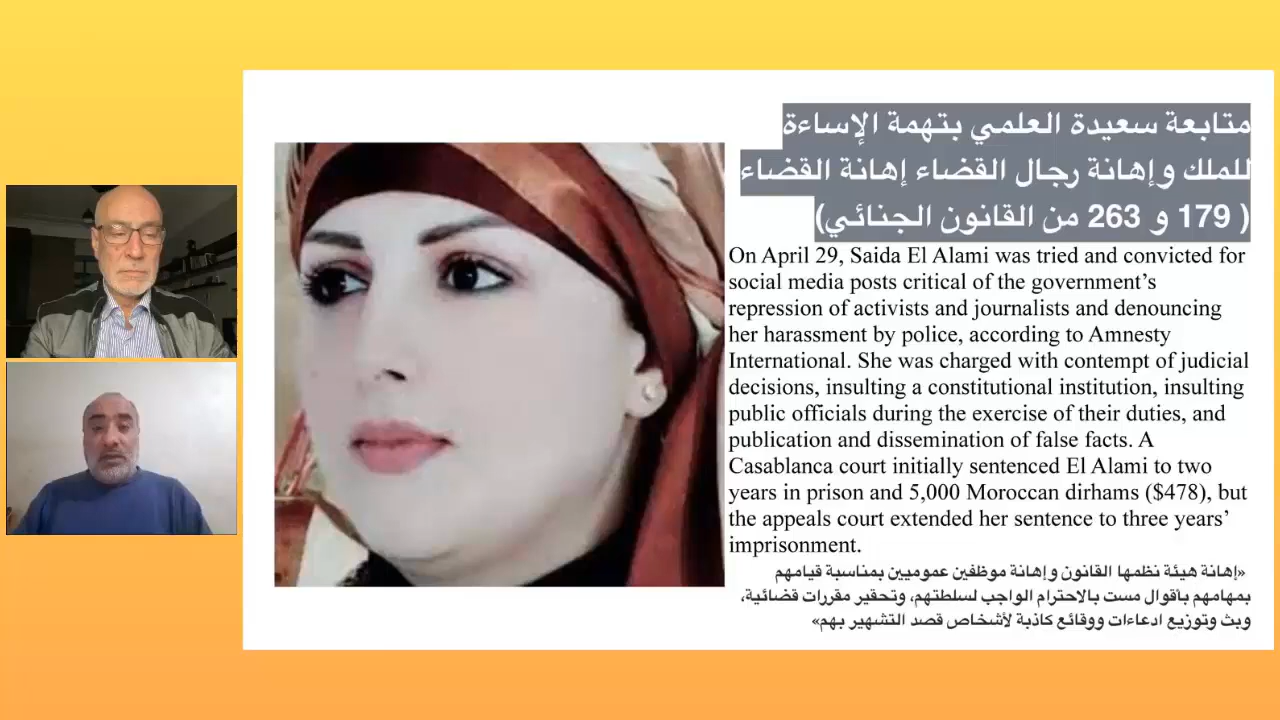 متابعة سعيدة العلمي بتهمة الإساءة
للملك وإهانة رجال القضاء إهانة القضاء
( 179 و 263 من القانون الجنائي)
On April 29, Saida El Alami was tried and convicted for
social media posts critical of the government's
repression of activists and journalists and denouncing
her harassment by police, according to Amnesty
International. She was charged with contempt of judicial
decisions, insulting a constitutional institution, insulting
public officials during the exercise of their duties, and
publication and dissemination of false facts. A
Casablanca court initially sentenced El Alami to two
years in prison and 5,000 Moroccan dirhams ($478), but
the appeals court extended her sentence to three years'
imprisonment.
«إهانة هيئة نظمها القانون وإهانة موظفين عموميين بمناسبة قيامهم
بمهامهم بأقوال مست بالاحترام الواجب لسلطتهم، وتحقير مقررات قضائية،
وبث وتوزيع ادعاءات ووقائع كاذبة لأشخاص قصد التشهير بهم»